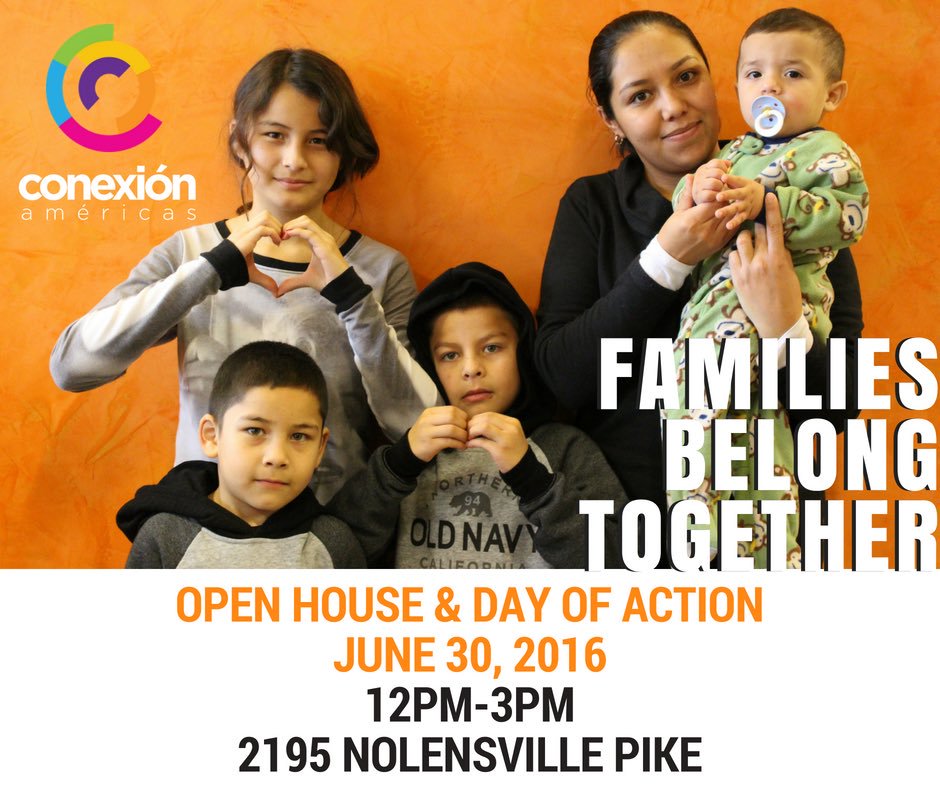 conexión
américas
FAMILIES
BELONG
TOGETHER
NORTHERN
94
OLD NAVY
CALIFORNIA
OPEN HOUSE & DAY OF ACTION
JUNE 30, 2016
12PM-3PM
2195 NOLENSVILLE PIKE